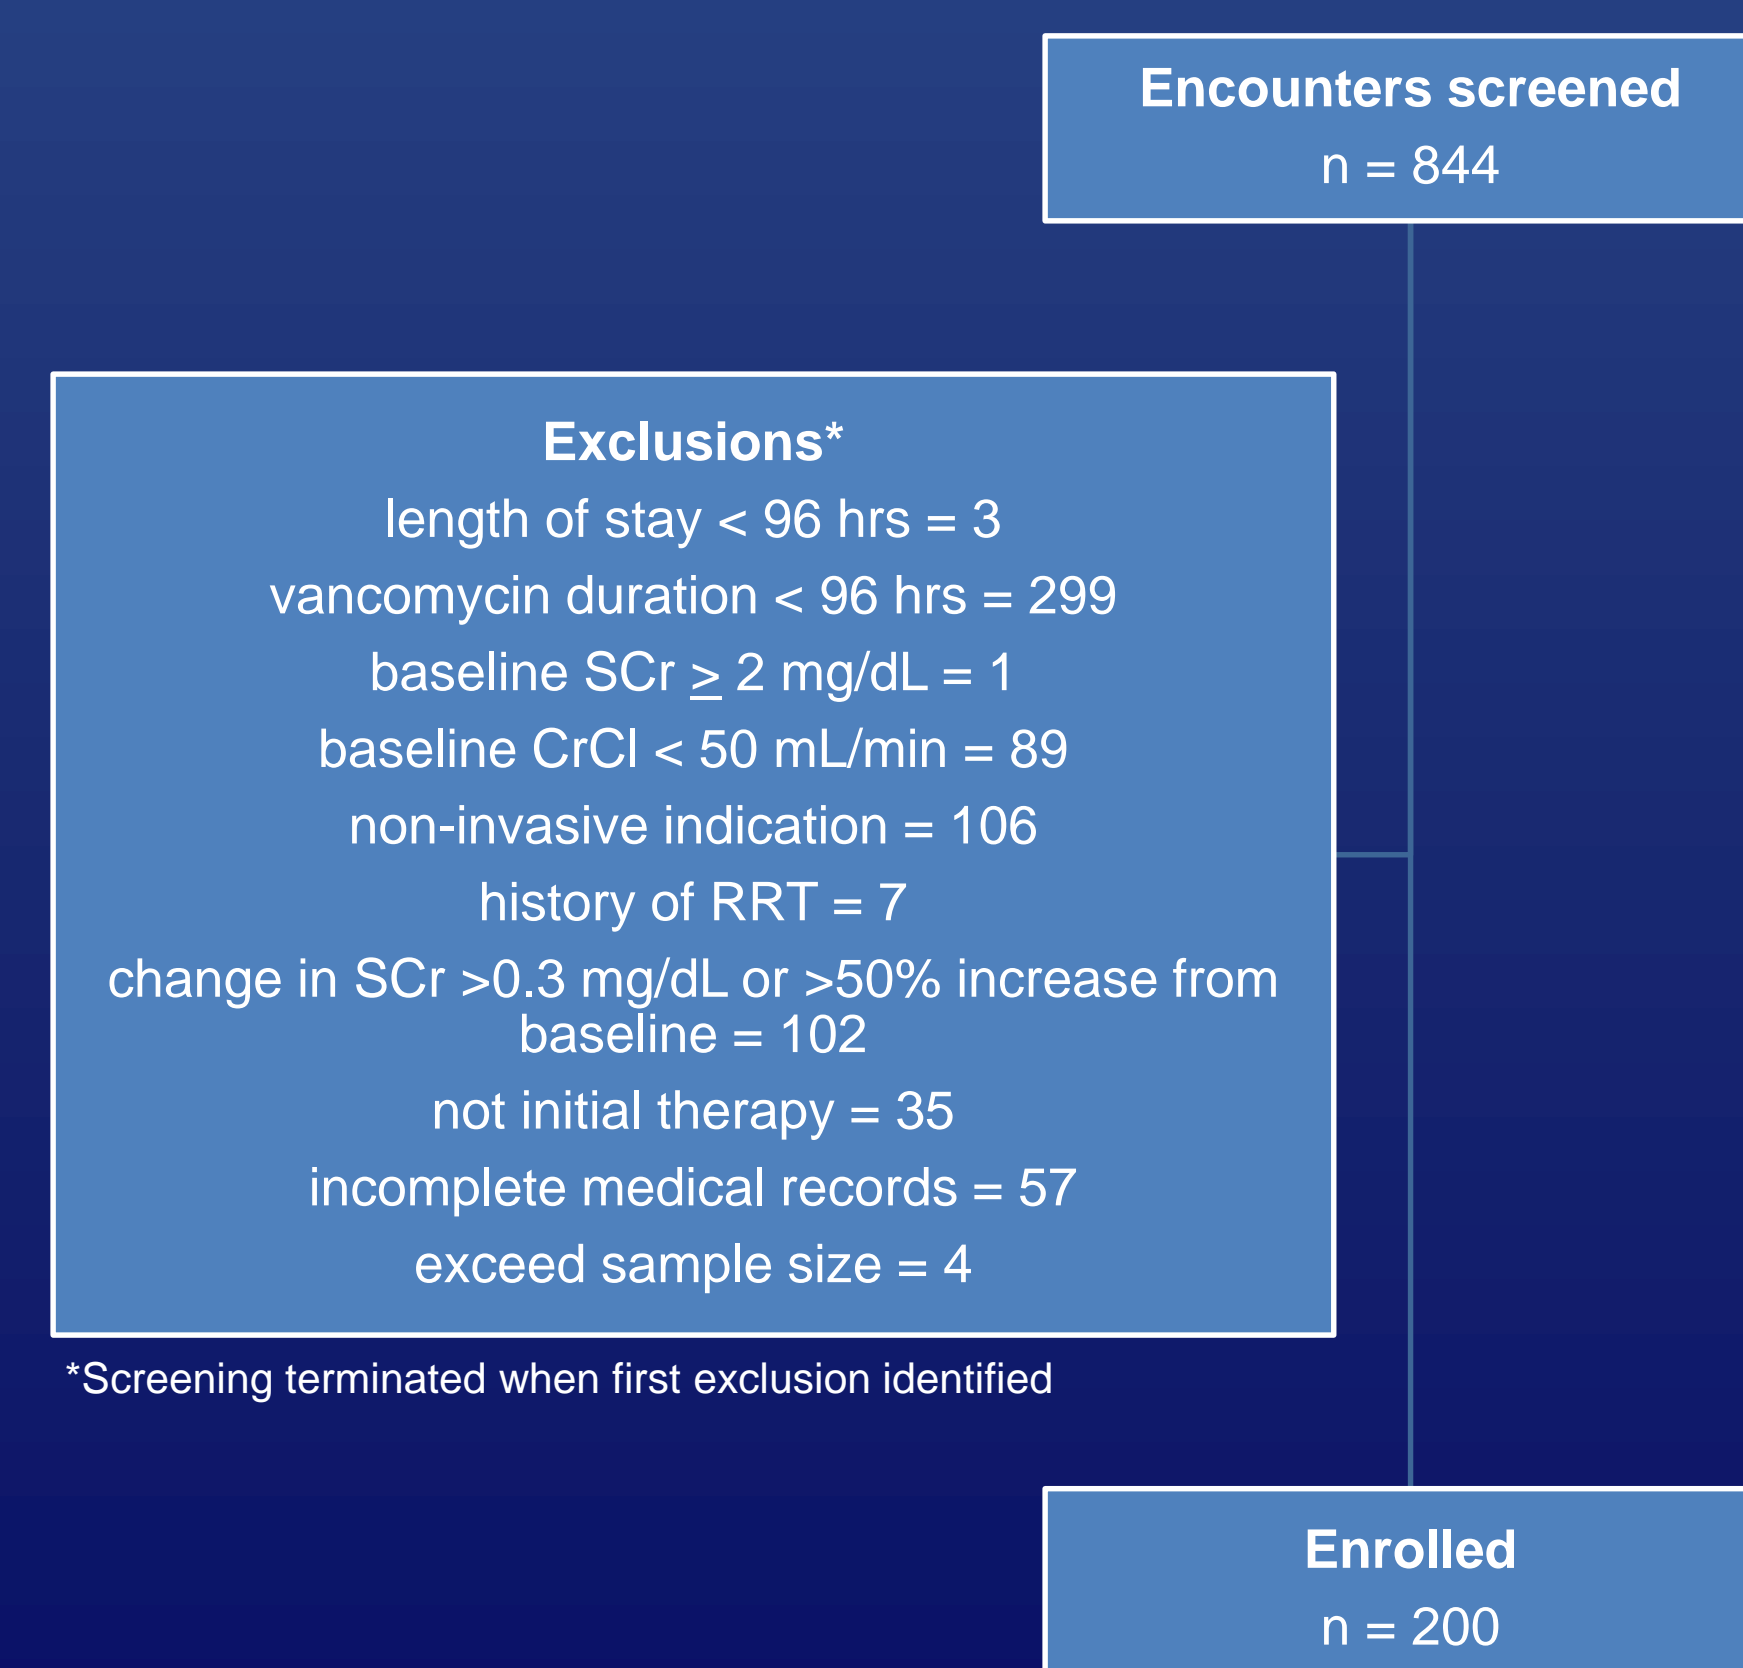 Encounters screened
n = 844
Exclusions*
length of stay < 96 hrs = 3
vancomycin duration < 96 hrs = 299
baseline SCr ≥ 2 mg/dL = 1
baseline CrCl < 50 mL/min = 89
non-invasive indication = 106
history of RRT = 7
change in SCr >0.3 mg/dL or >50% increase from
baseline = 102
not initial therapy = 35
incomplete medical records = 57
exceed sample size = 4
*Screening terminated when first exclusion identified
Enrolled
n = 200